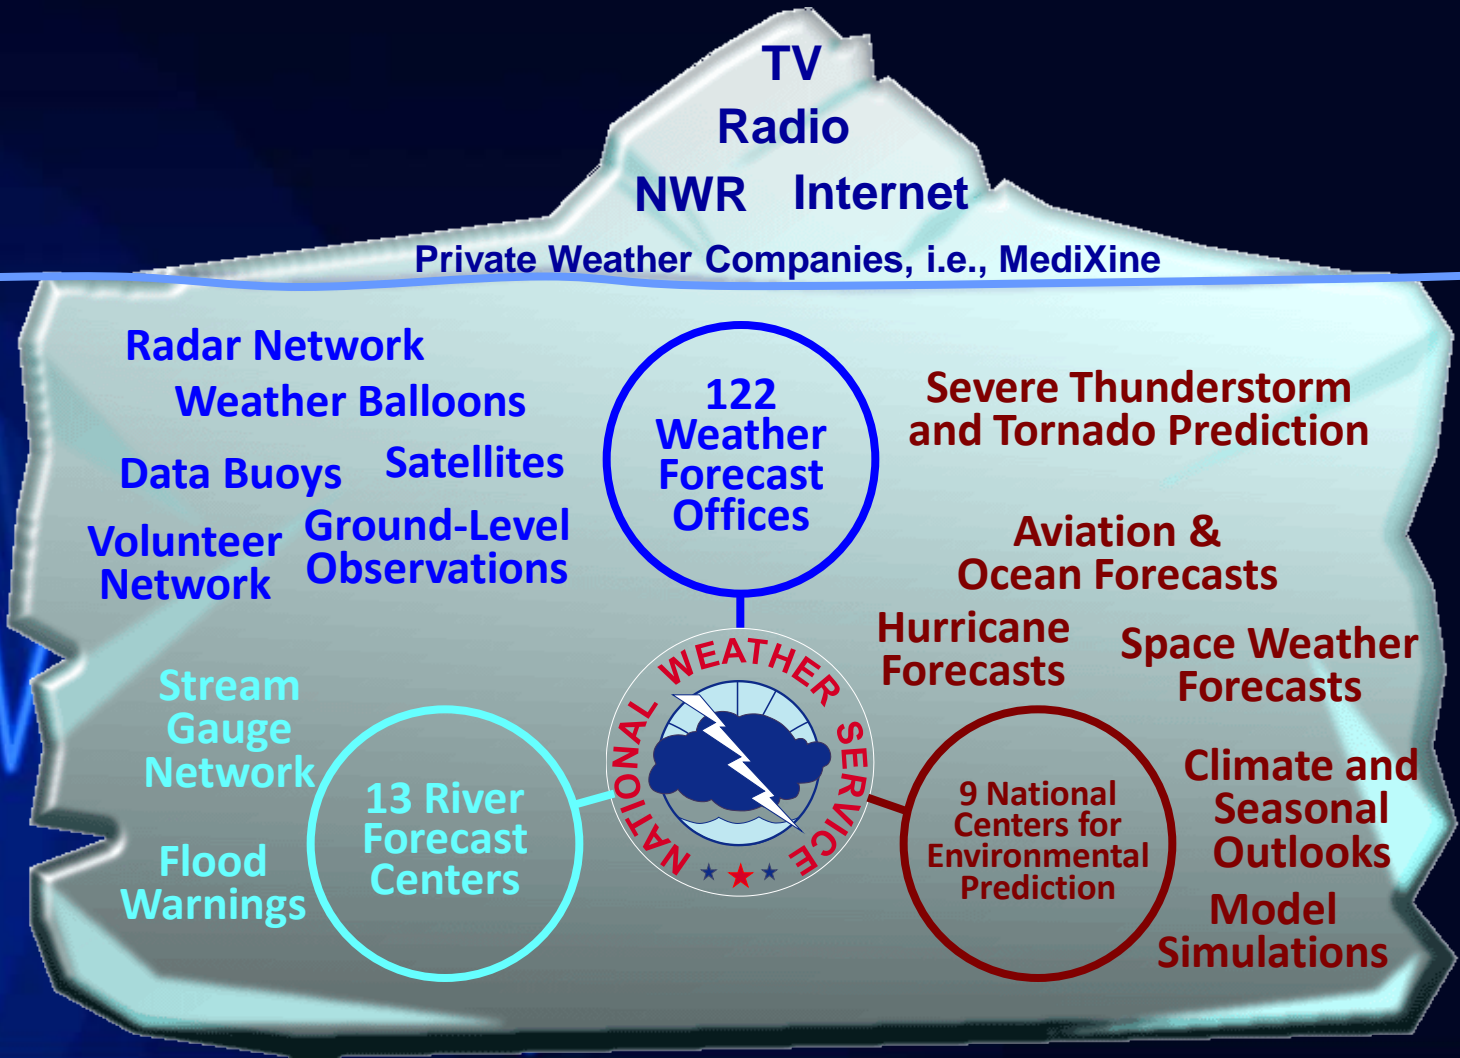 TV
Radio
NWR Internet
Private Weather Companies, i.e., MediXine
Radar Network
Weather Balloons
Data Buoys
Satellites
Volunteer
Network
Ground-Level
Observations
122
Weather
Forecast
Offices
Severe Thunderstorm
and Tornado Prediction
Aviation &
Ocean Forecasts
Hurricane
Forecasts
Space Weather
Forecasts
Stream
Gauge
Network
Flood
Warnings
13 River
Forecast
Centers
NATIONAL WEATHER SERVICE
9 National
Centers for
Environmental
Prediction
Climate and
Seasonal
Outlooks
Model
Simulations